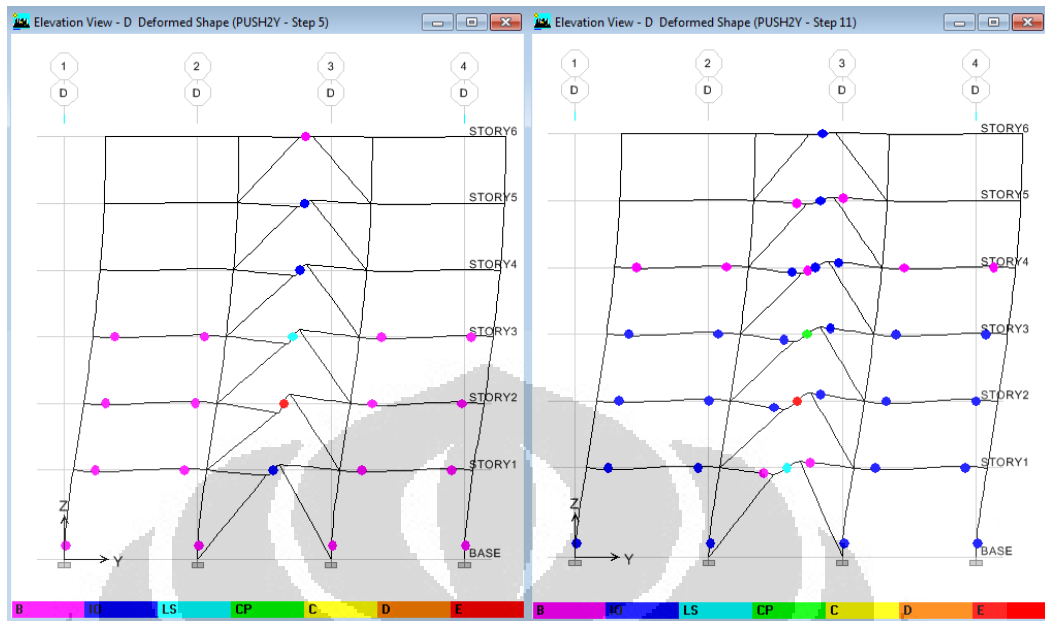 Elevation View - D Deformed Shape (PUSH2Y - Step 5)
1 2 3 4
D D D D
STORY6
STORY5
STORY4
STORY3
STORY2
STORY1
Z
Y
BASE
B IO LS CP C D E
Elevation View - D Deformed Shape (PUSH2Y - Step 11)
1 2 3 4
D D D D
STORY6
STORY5
STORY4
STORY3
STORY2
STORY1
Z
Y
BASE
B IO LS CP C D E